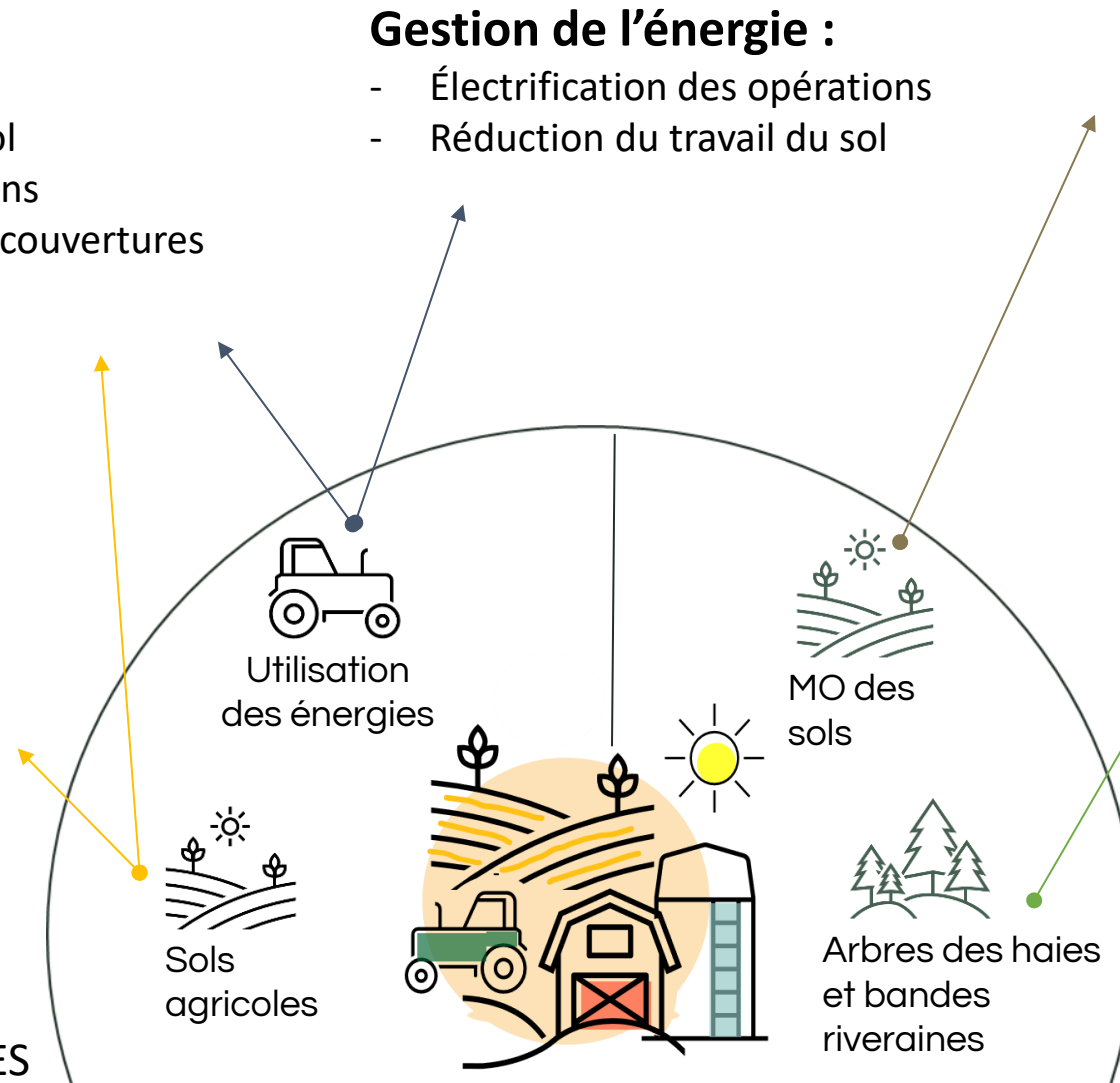 Gestion de l’énergie :
- Électrification des opérations
- Réduction du travail du sol
couvertures
Utilisation
des énergies
MO des
sols
Sols
agricoles
Arbres des haies
et bandes
riveraines